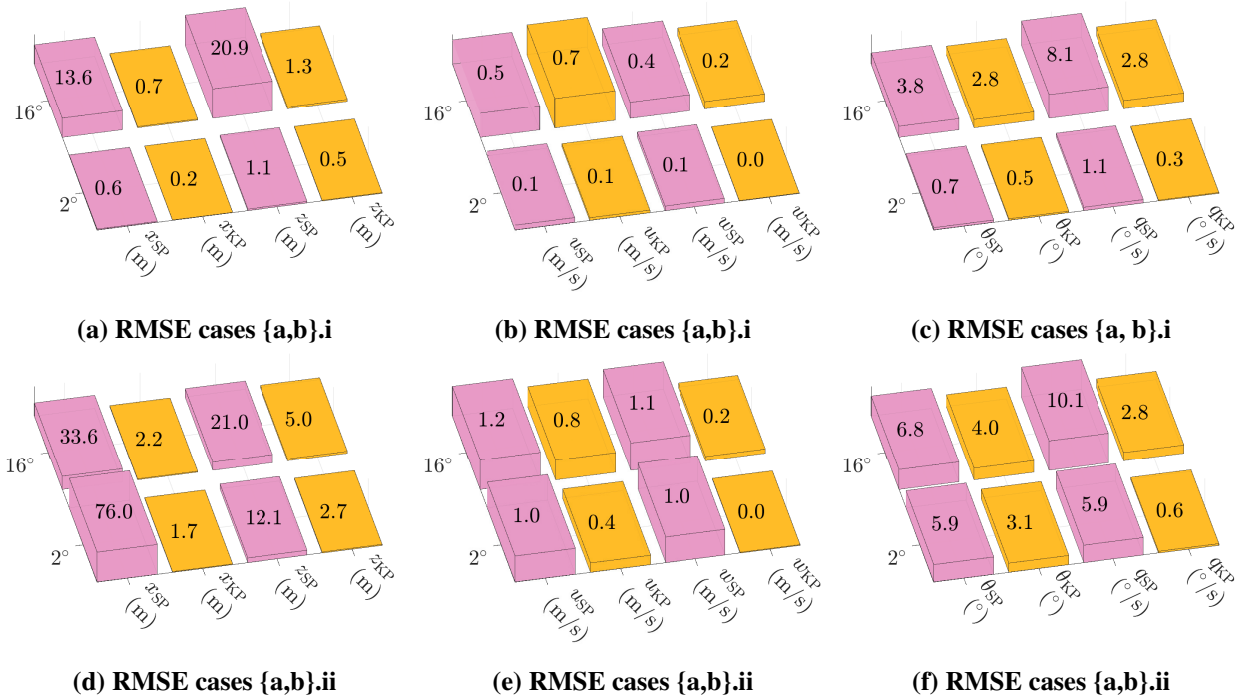 13.6 0.7 20.9 1.3
16°
0.6 0.2 1.1 0.5
2°
x_SP (m) x_KP (m) z_SP (m) z_KP (m)
(a) RMSE cases {a,b}.i
0.5 0.7 0.4 0.2
16°
0.1 0.1 0.1 0.0
2°
u_SP (m/s) u_KP (m/s) w_SP (m/s) w_KP (m/s)
(b) RMSE cases {a,b}.i
3.8 2.8 8.1 2.8
16°
0.7 0.5 1.1 0.3
2°
θ_SP (°) θ_KP (°) q_SP (°/s) q_KP (°/s)
(c) RMSE cases {a, b}.i
33.6 2.2 21.0 5.0
16°
76.0 1.7 12.1 2.7
2°
x_SP (m) x_KP (m) z_SP (m) z_KP (m)
(d) RMSE cases {a,b}.ii
1.2 0.8 1.1 0.2
16°
1.0 0.4 1.0 0.0
2°
u_SP (m/s) u_KP (m/s) w_SP (m/s) w_KP (m/s)
(e) RMSE cases {a,b}.ii
6.8 4.0 10.1 2.8
16°
5.9 3.1 5.9 0.6
2°
θ_SP (°) θ_KP (°) q_SP (°/s) q_KP (°/s)
(f) RMSE cases {a,b}.ii